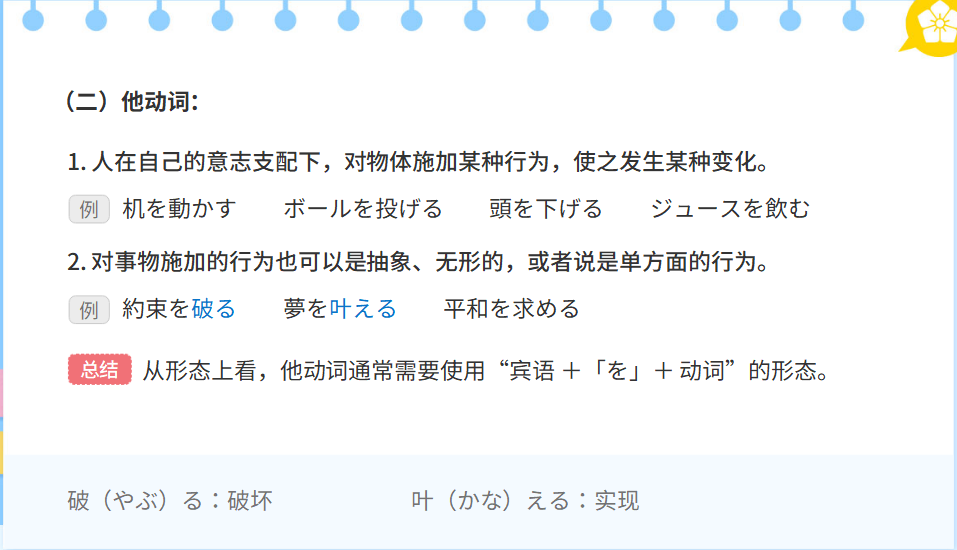 （二）他动词：
1. 人在自己的意志支配下，对物体施加某种行为，使之发生某种变化。
例 机を動かす ボールを投げる 頭を下げる ジュースを飲む
2. 对事物施加的行为也可以是抽象、无形的，或者说是单方面的行为。
例 約束を破る 夢を叶える 平和を求める
总结 从形态上看，他动词通常需要使用“宾语 ＋「を」＋ 动词”的形态。
破（やぶ）る：破坏 叶（かな）える：实现